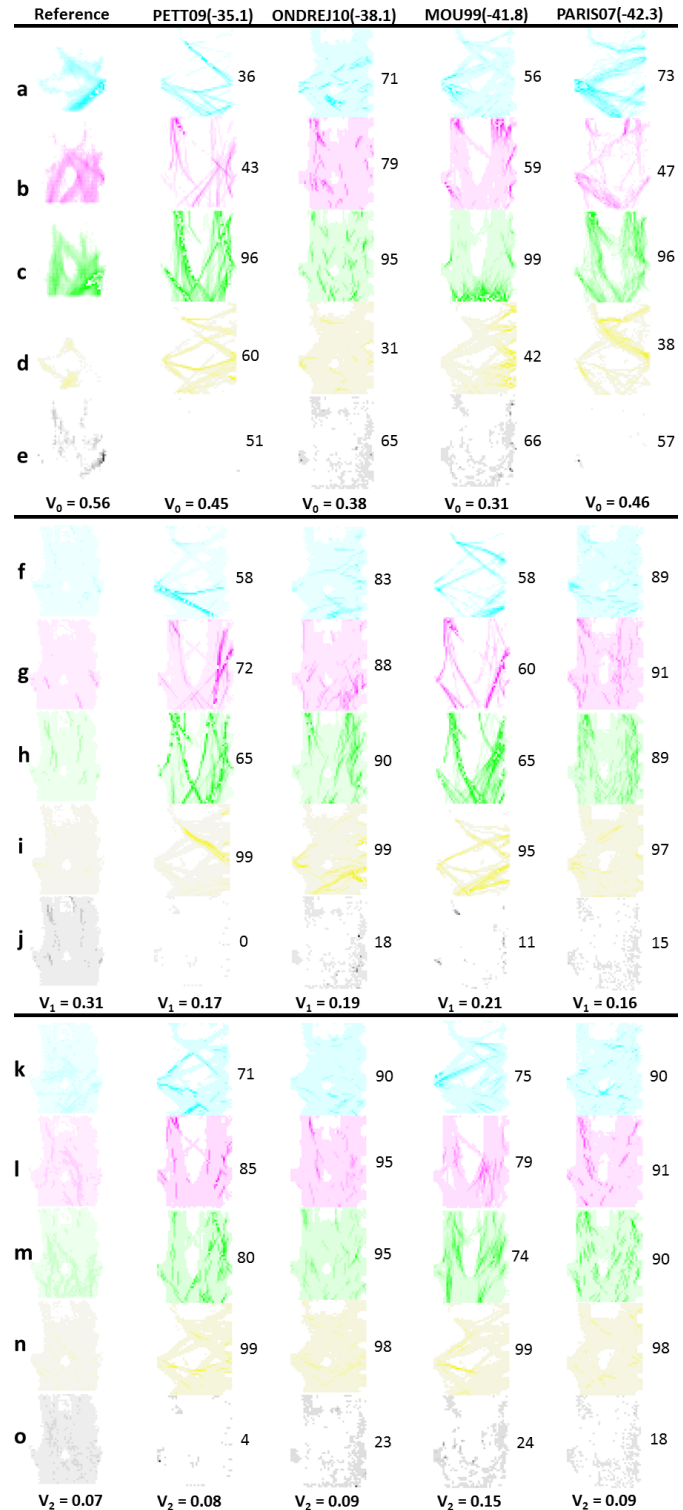 Reference PETT09(-35.1) ONDREJ10(-38.1) MOU99(-41.8) PARIS07(-42.3)
a 36 71 56 73
b 43 79 59 47
c 96 95 99 96
d 60 31 42 38
e 51 65 66 57
V0 = 0.56 V0 = 0.45 V0 = 0.38 V0 = 0.31 V0 = 0.46
f 58 83 58 89
g 72 88 60 91
h 65 90 65 89
i 99 99 95 97
j 0 18 11 15
V1 = 0.31 V1 = 0.17 V1 = 0.19 V1 = 0.21 V1 = 0.16
k 71 90 75 90
l 85 95 79 91
m 80 95 74 90
n 99 98 99 98
o 4 23 24 18
V2 = 0.07 V2 = 0.08 V2 = 0.09 V2 = 0.15 V2 = 0.09